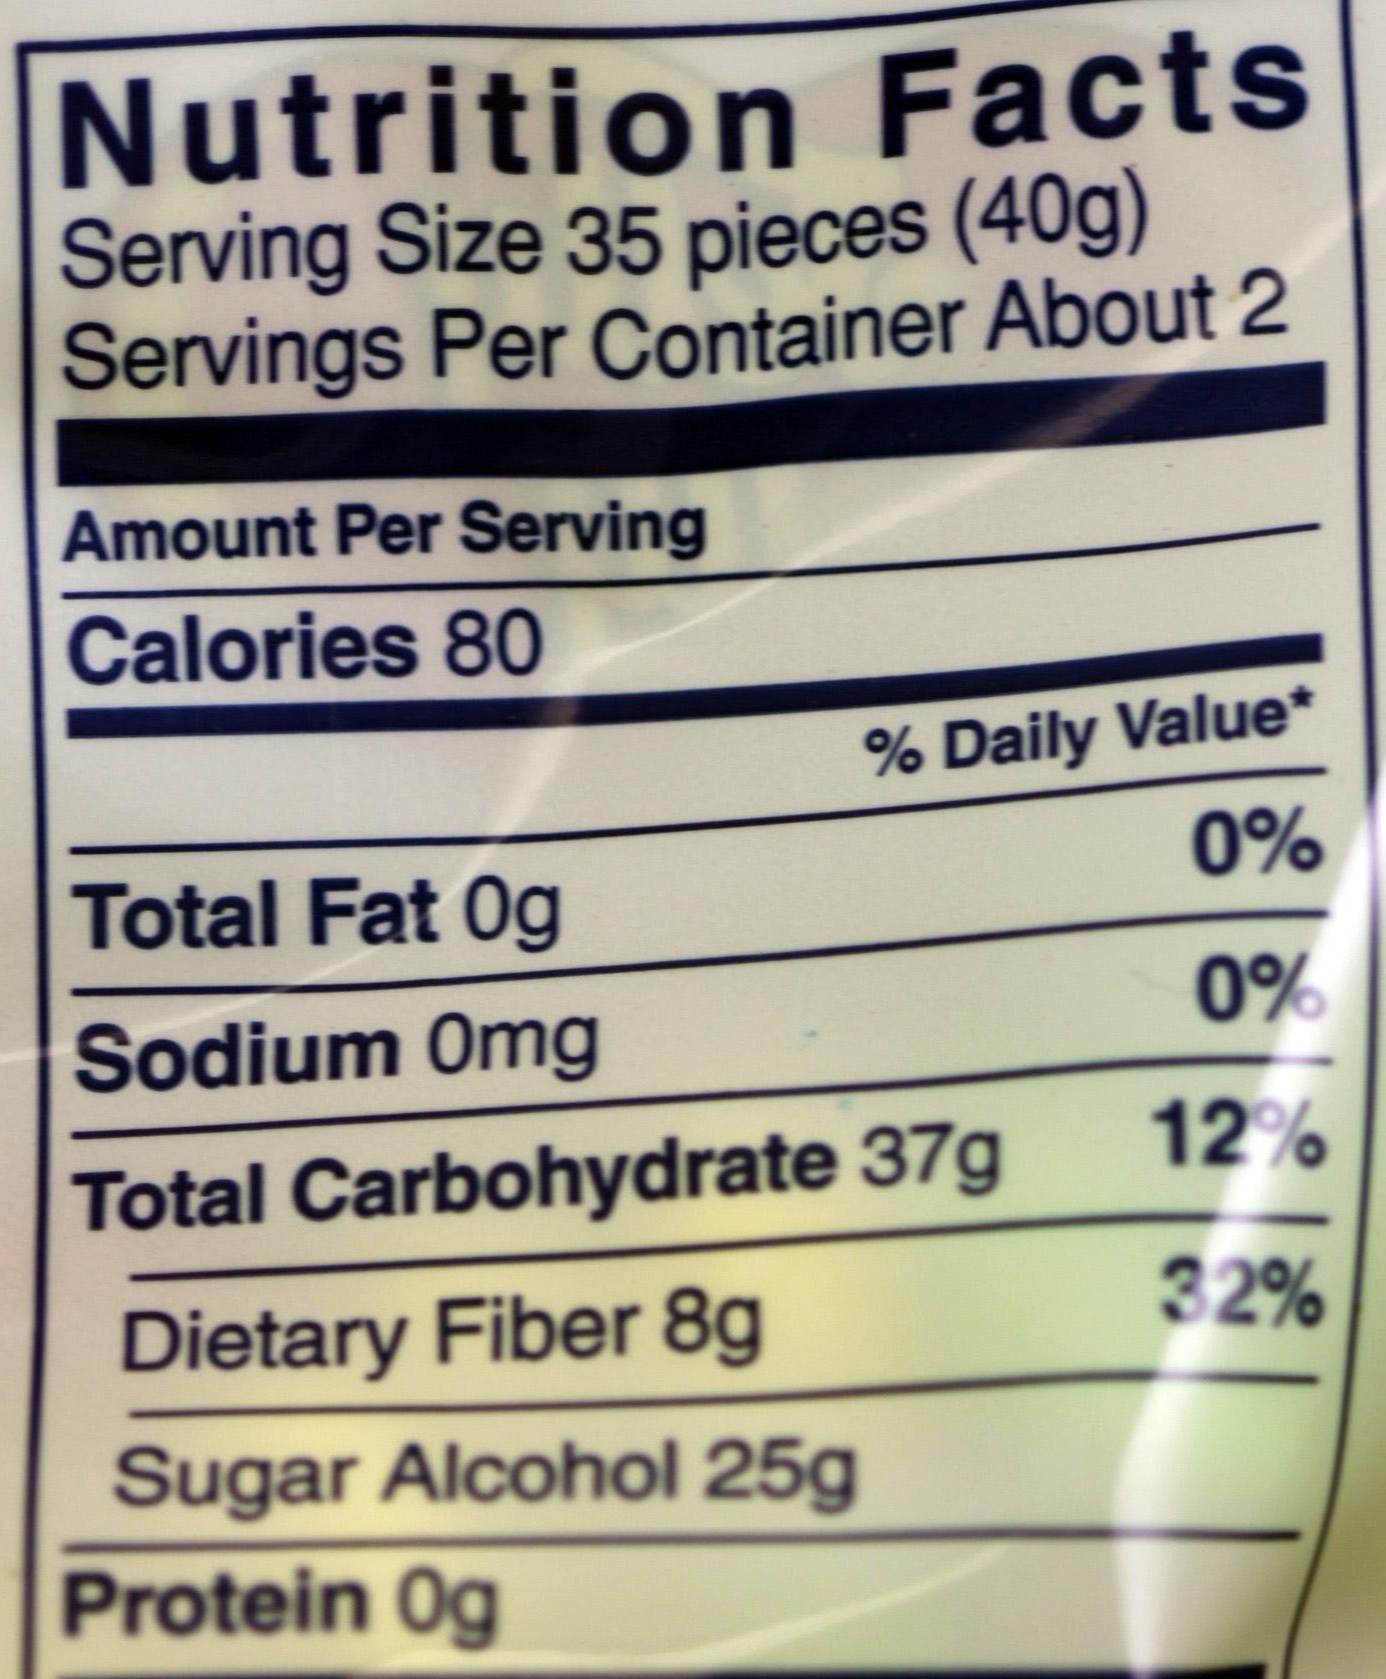 Nutrition Facts
Serving Size 35 pieces (40g)
Servings Per Container About 2
Amount Per Serving
Calories 80
% Daily Value*
Total Fat 0g 0%
Sodium 0mg 0%
Total Carbohydrate 37g 12%
Dietary Fiber 8g 32%
Sugar Alcohol 25g
Protein 0g